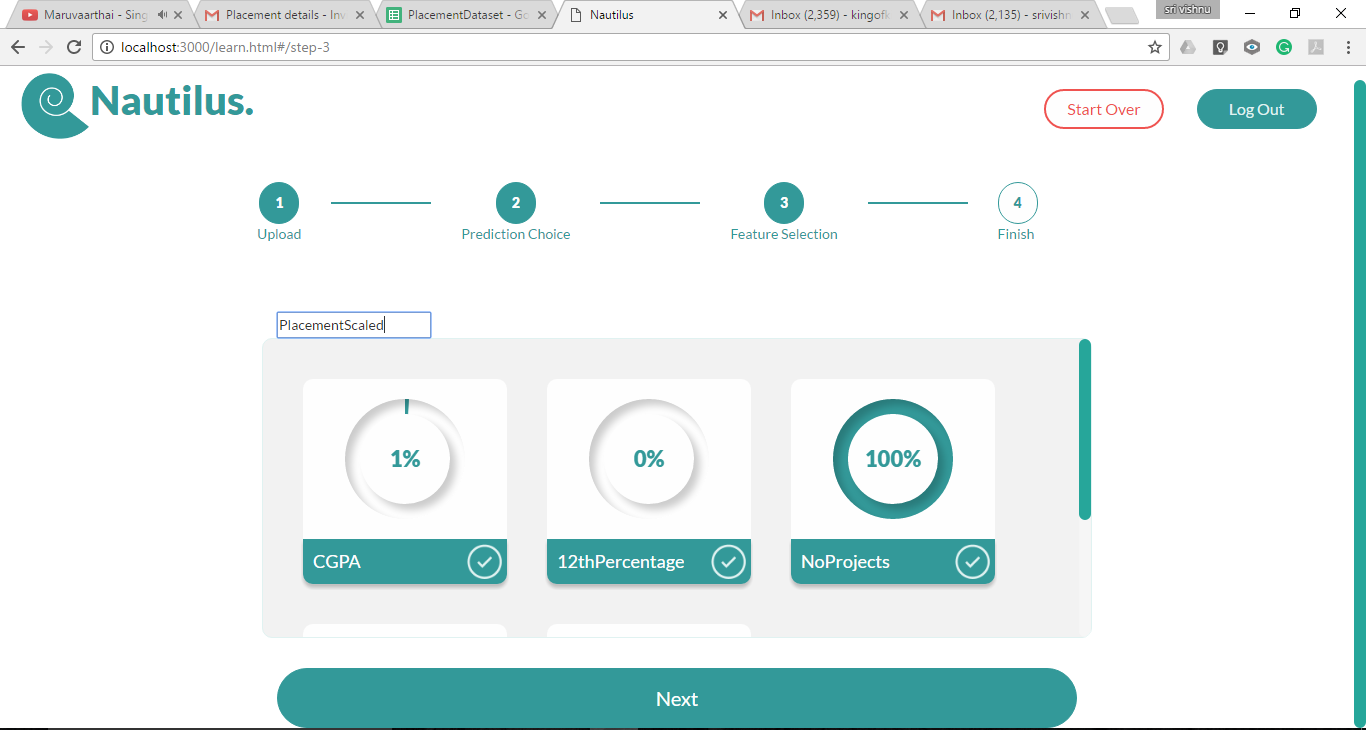 Maruvaarthai - Sing
Placement details - Inv
PlacementDataset - Go
Nautilus
Inbox (2,359) - kingofk
Inbox (2,135) - srivishn
sri vishnu
localhost:3000/learn.html#/step-3
Nautilus.
Start Over
Log Out
1
2
3
4
Upload
Prediction Choice
Feature Selection
Finish
PlacementScaled
1%
0%
100%
CGPA
12thPercentage
NoProjects
Next